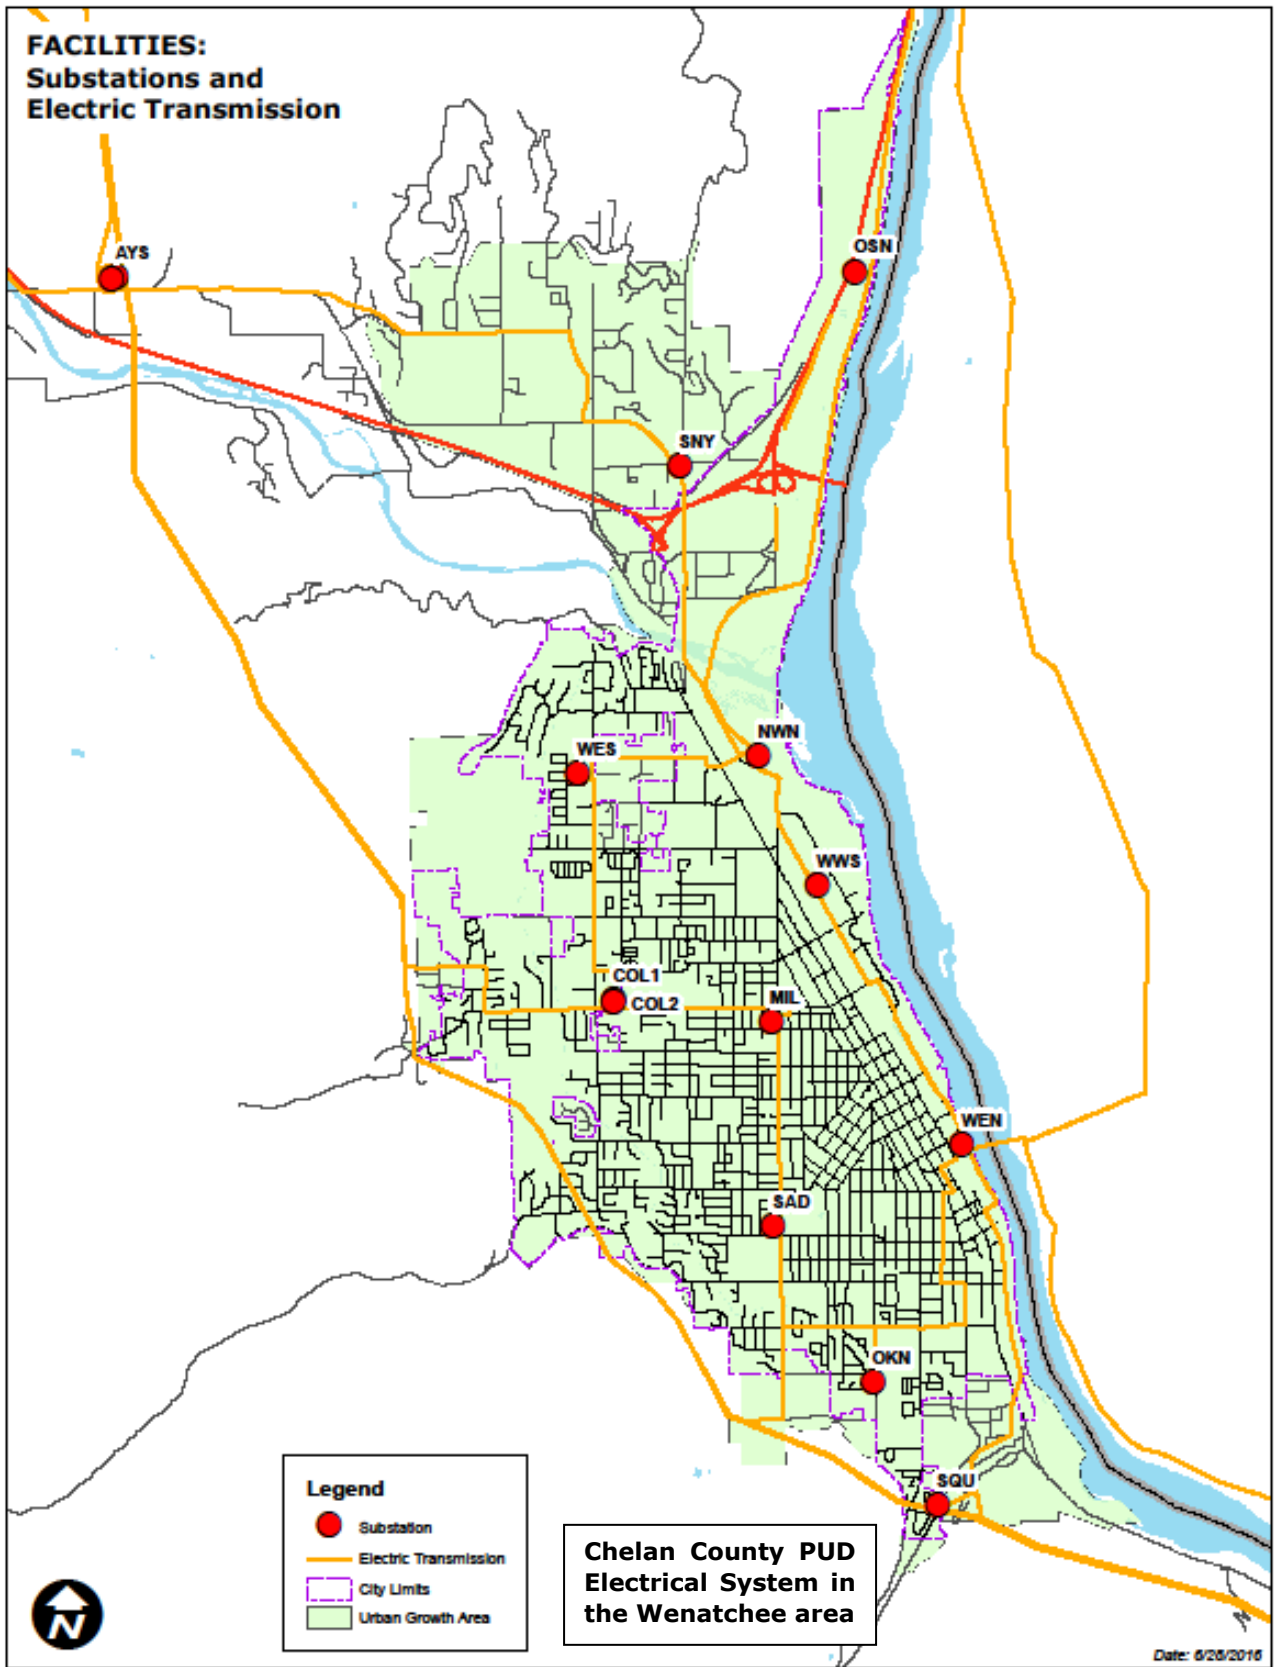 FACILITIES:
Substations and
Electric Transmission
AYS
OSN
SNY
NWN
WES
WWS
COL1
COL2
MIL
WEN
SAD
OKN
SQU
Legend
Substation
Electric Transmission
City Limits
Urban Growth Area
N
Chelan County PUD
Electrical System in
the Wenatchee area
Date: 6/28/2016